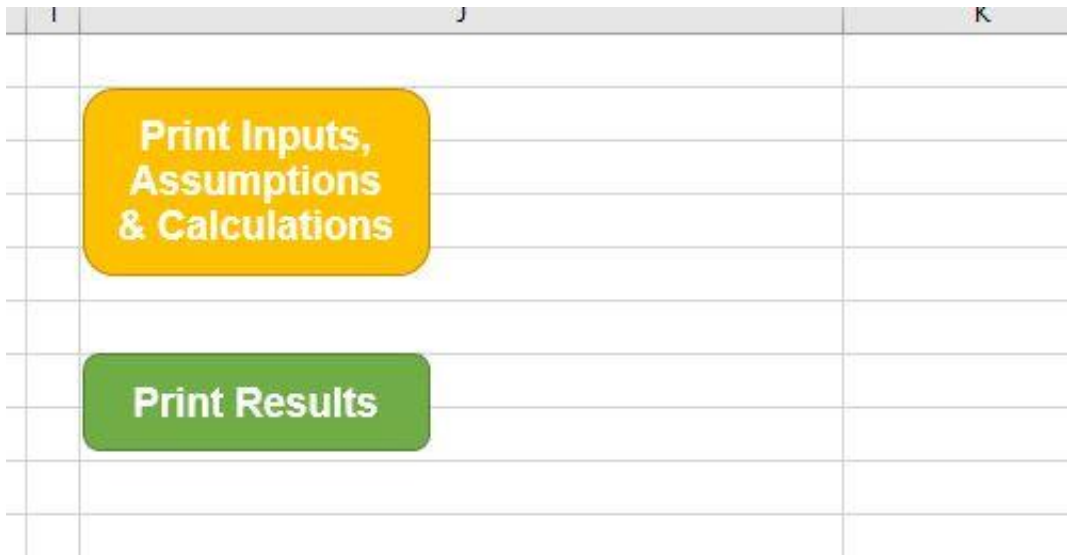 I J K
Print Inputs,
Assumptions
& Calculations
Print Results